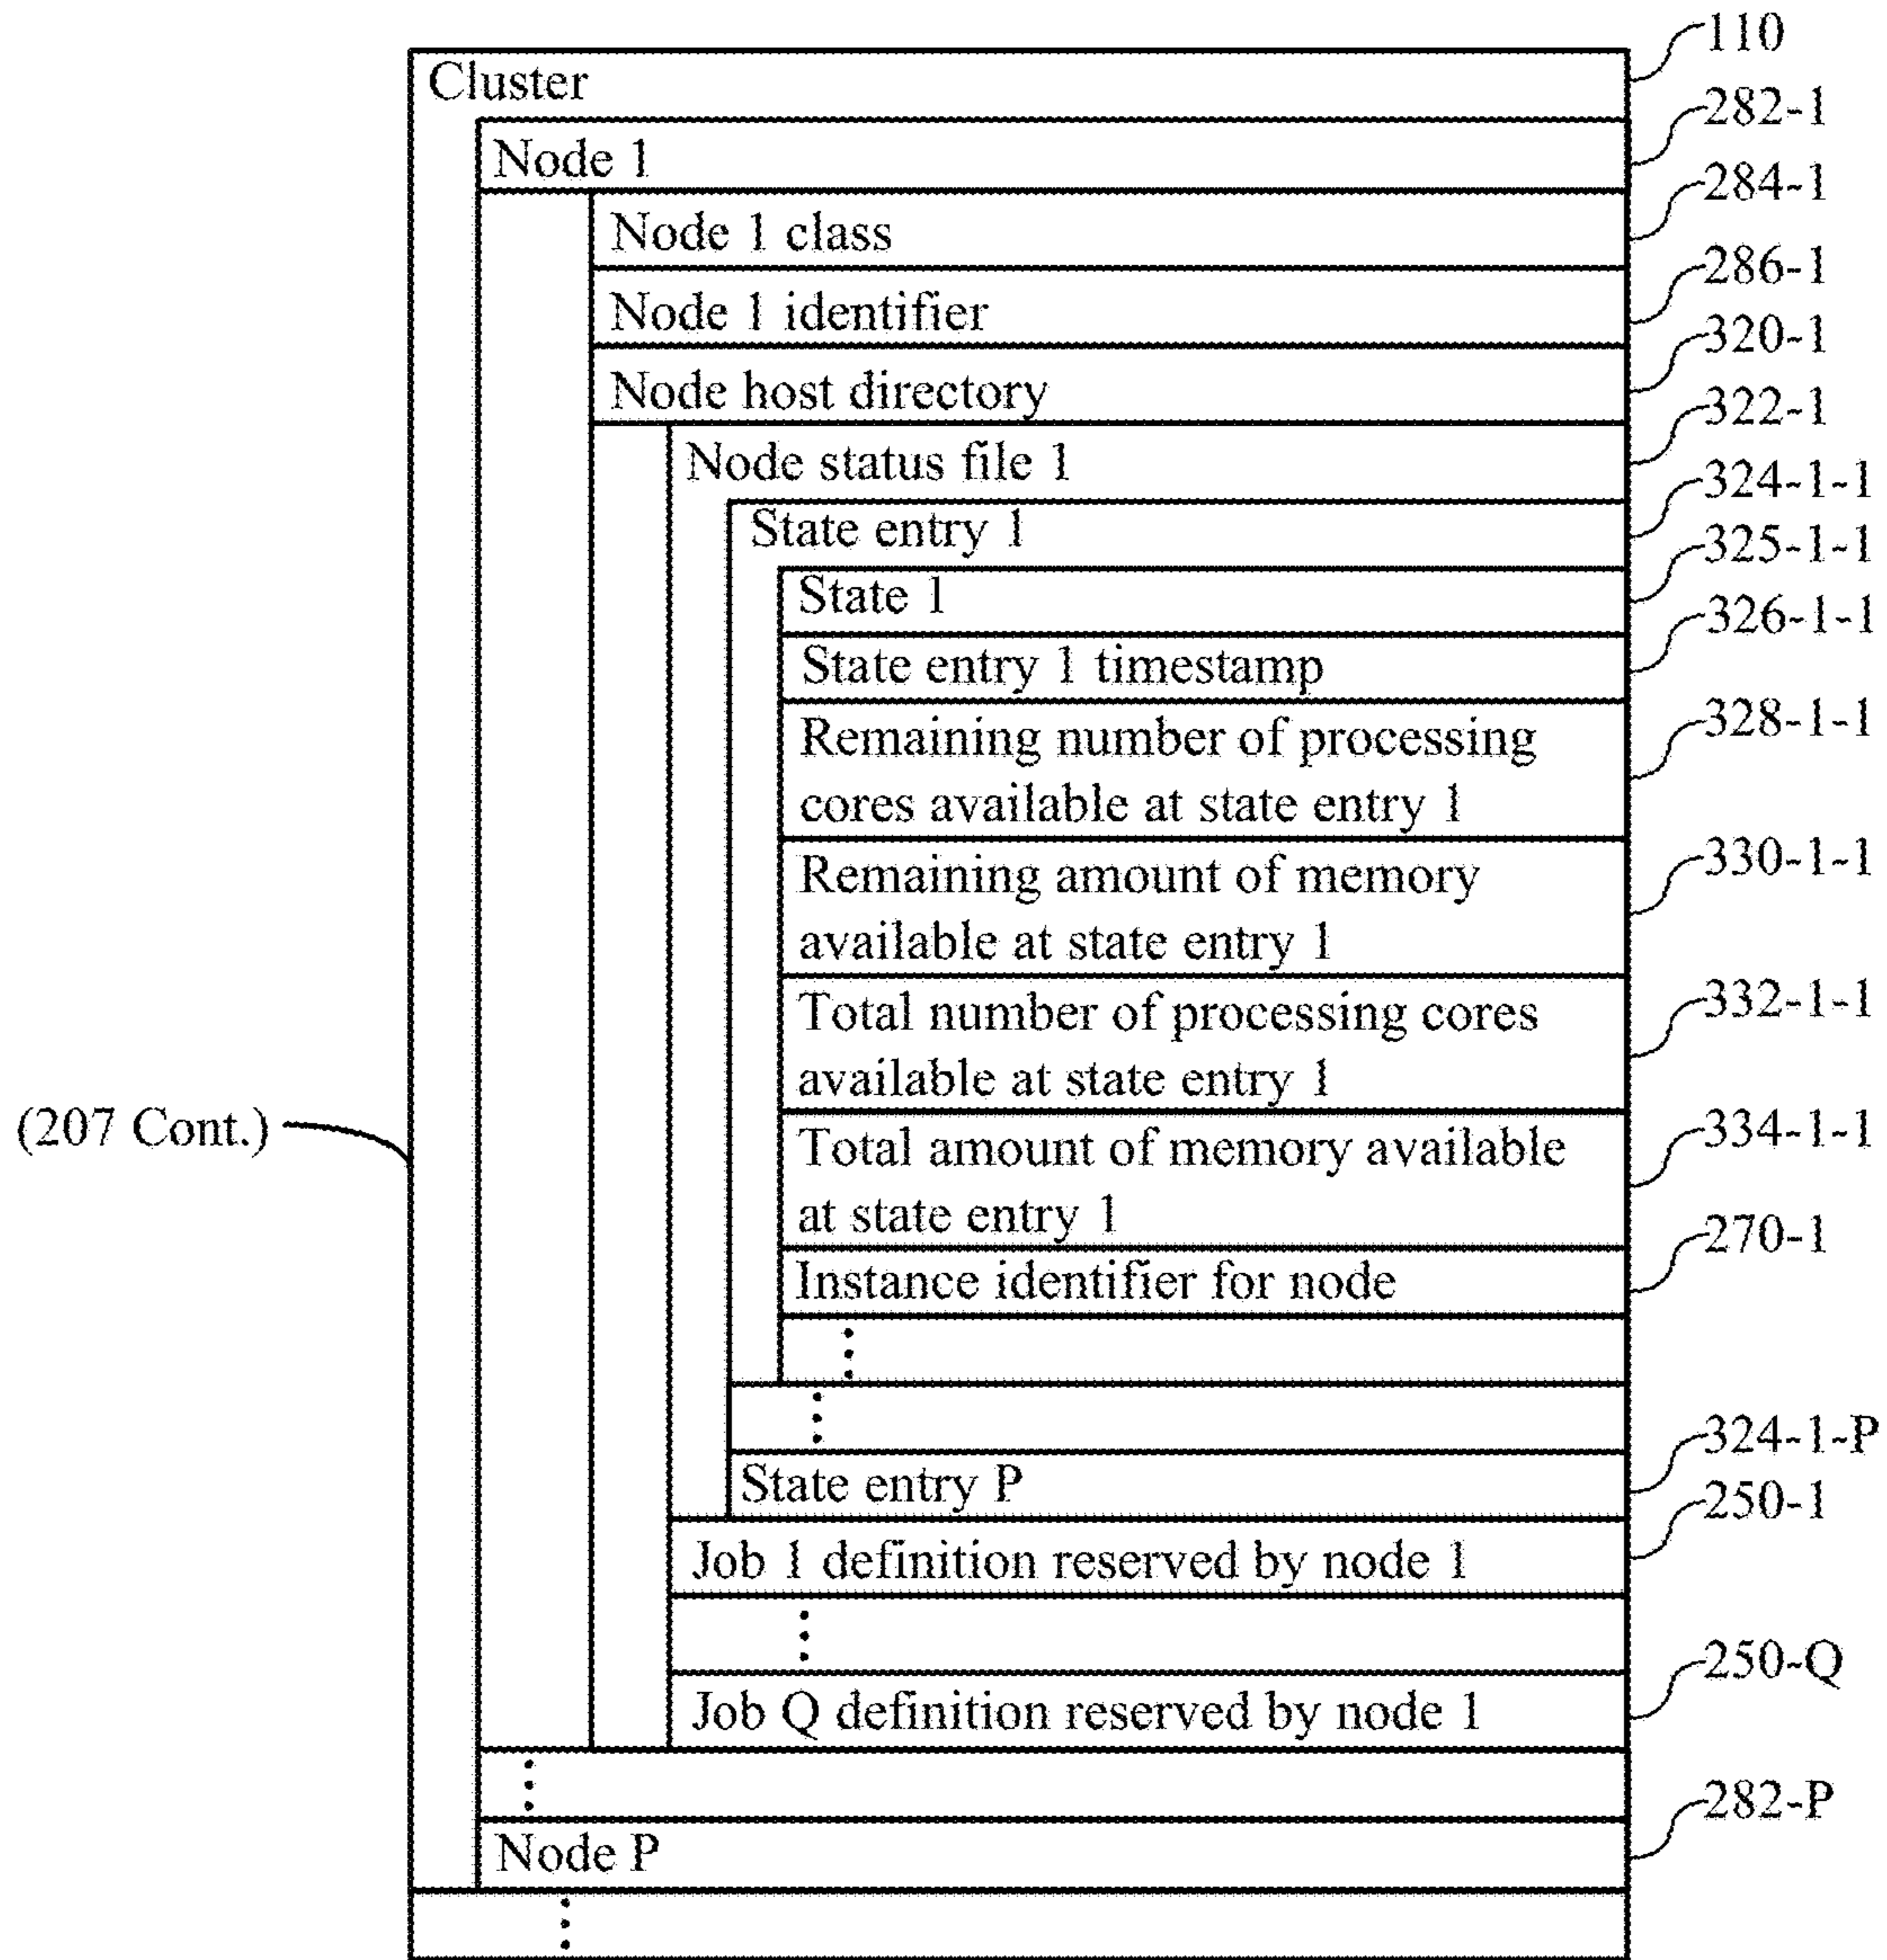 110
Cluster
282-1
Node 1
284-1
Node 1 class
286-1
Node 1 identifier
320-1
Node host directory
322-1
Node status file 1
324-1-1
State entry 1
325-1-1
State 1
326-1-1
State entry 1 timestamp
328-1-1
Remaining number of processing
cores available at state entry 1
330-1-1
Remaining amount of memory
available at state entry 1
332-1-1
Total number of processing cores
available at state entry 1
(207 Cont.)
334-1-1
Total amount of memory available
at state entry 1
270-1
Instance identifier for node
324-1-P
State entry P
250-1
Job 1 definition reserved by node 1
250-Q
Job Q definition reserved by node 1
282-P
Node P